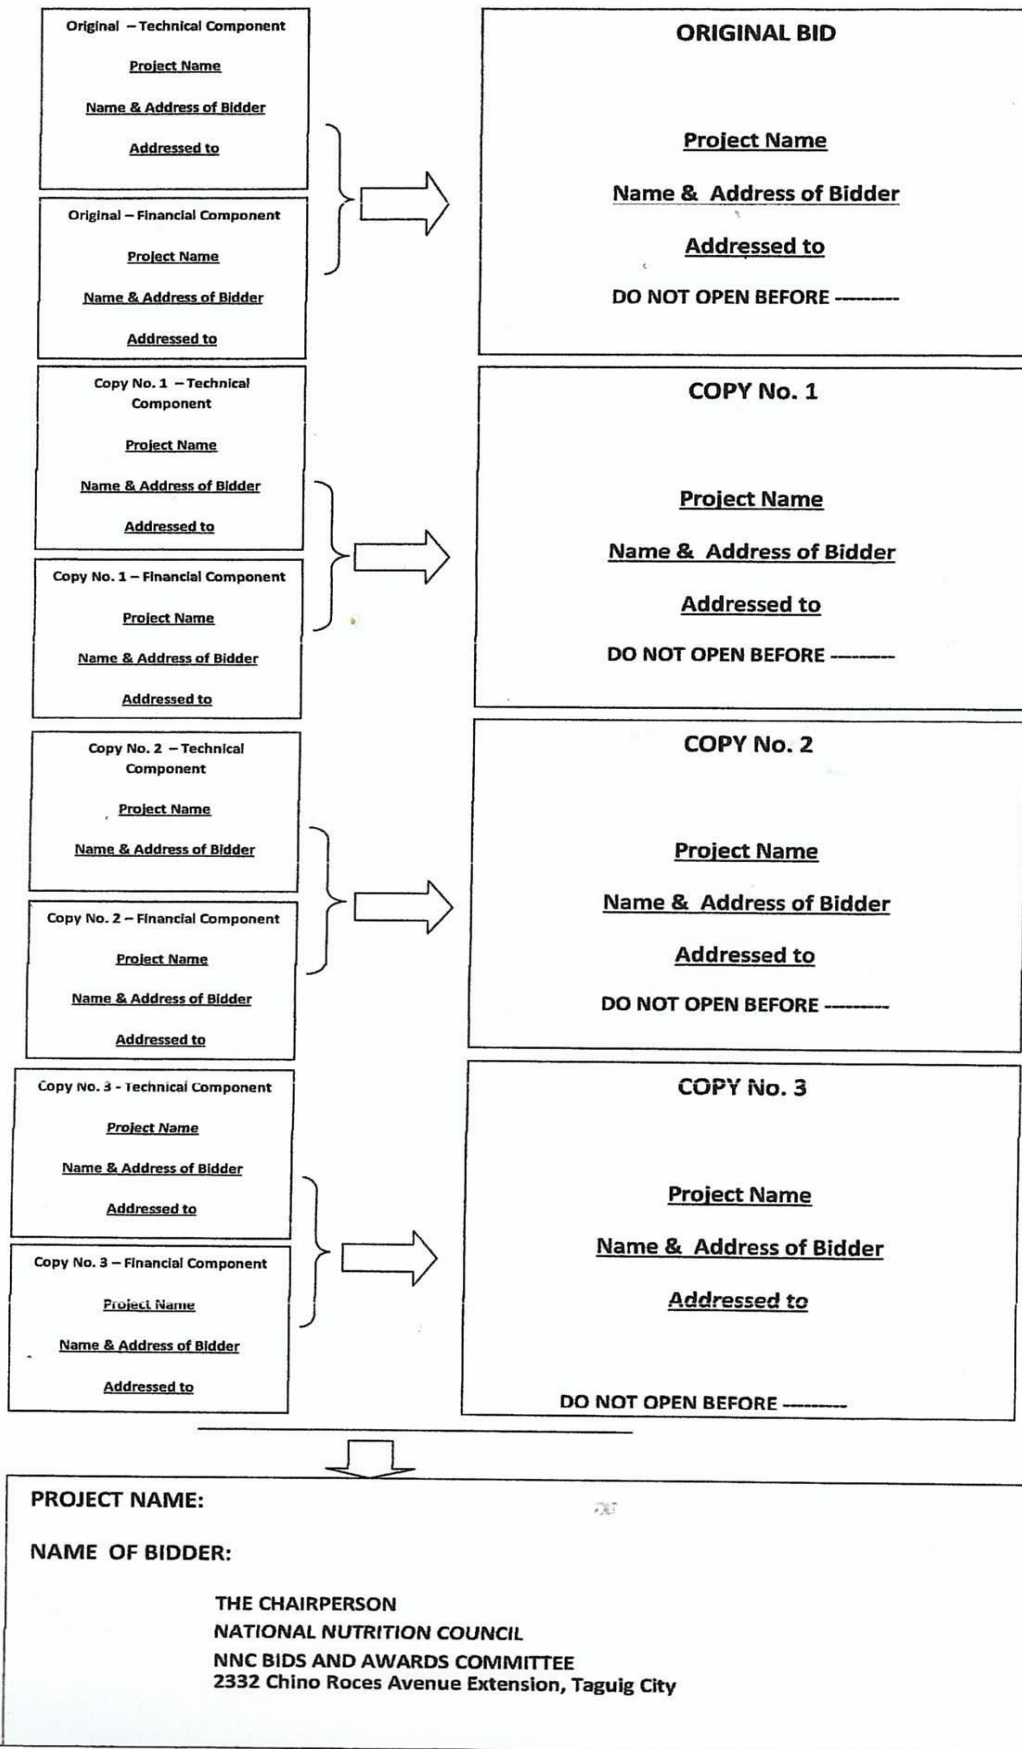 Original – Technical Component
Project Name
Name & Address of Bidder
Addressed to
Original – Financial Component
Project Name
Name & Address of Bidder
Addressed to
ORIGINAL BID
Project Name
Name & Address of Bidder
Addressed to
DO NOT OPEN BEFORE ---------
Copy No. 1 – Technical
Component
Project Name
Name & Address of Bidder
Addressed to
Copy No. 1 – Financial Component
Project Name
Name & Address of Bidder
Addressed to
COPY No. 1
Project Name
Name & Address of Bidder
Addressed to
DO NOT OPEN BEFORE ---------
Copy No. 2 – Technical
Component
Project Name
Name & Address of Bidder
Copy No. 2 – Financial Component
Project Name
Name & Address of Bidder
Addressed to
COPY No. 2
Project Name
Name & Address of Bidder
Addressed to
DO NOT OPEN BEFORE ---------
Copy No. 3 - Technical Component
Project Name
Name & Address of Bidder
Addressed to
Copy No. 3 – Financial Component
Project Name
Name & Address of Bidder
Addressed to
COPY No. 3
Project Name
Name & Address of Bidder
Addressed to
DO NOT OPEN BEFORE ---------
PROJECT NAME:
NAME OF BIDDER:
THE CHAIRPERSON
NATIONAL NUTRITION COUNCIL
NNC BIDS AND AWARDS COMMITTEE
2332 Chino Roces Avenue Extension, Taguig City